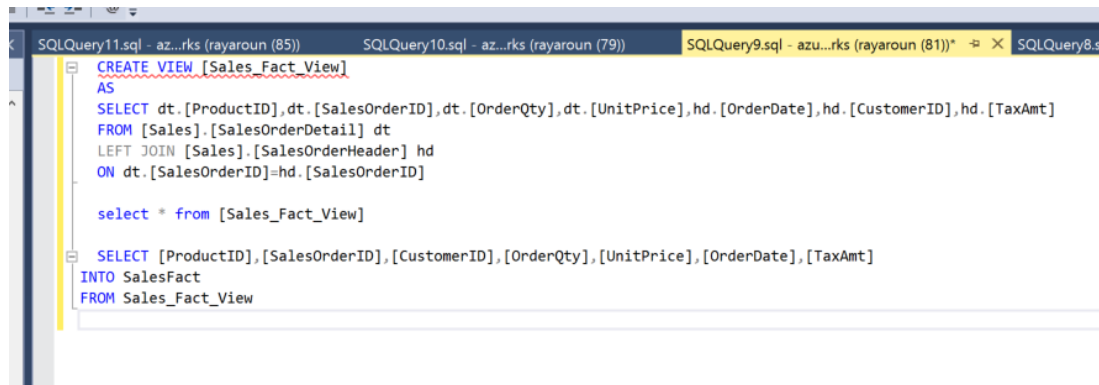 SQLQuery11.sql - az...rks (rayaroun (85)) SQLQuery10.sql - az...rks (rayaroun (79)) SQLQuery9.sql - azu...rks (rayaroun (81))* SQLQuery8.s
CREATE VIEW [Sales_Fact_View]
AS
SELECT dt.[ProductID],dt.[SalesOrderID],dt.[OrderQty],dt.[UnitPrice],hd.[OrderDate],hd.[CustomerID],hd.[TaxAmt]
FROM [Sales].[SalesOrderDetail] dt
LEFT JOIN [Sales].[SalesOrderHeader] hd
ON dt.[SalesOrderID]=hd.[SalesOrderID]
select * from [Sales_Fact_View]
SELECT [ProductID],[SalesOrderID],[CustomerID],[OrderQty],[UnitPrice],[OrderDate],[TaxAmt]
INTO SalesFact
FROM Sales_Fact_View